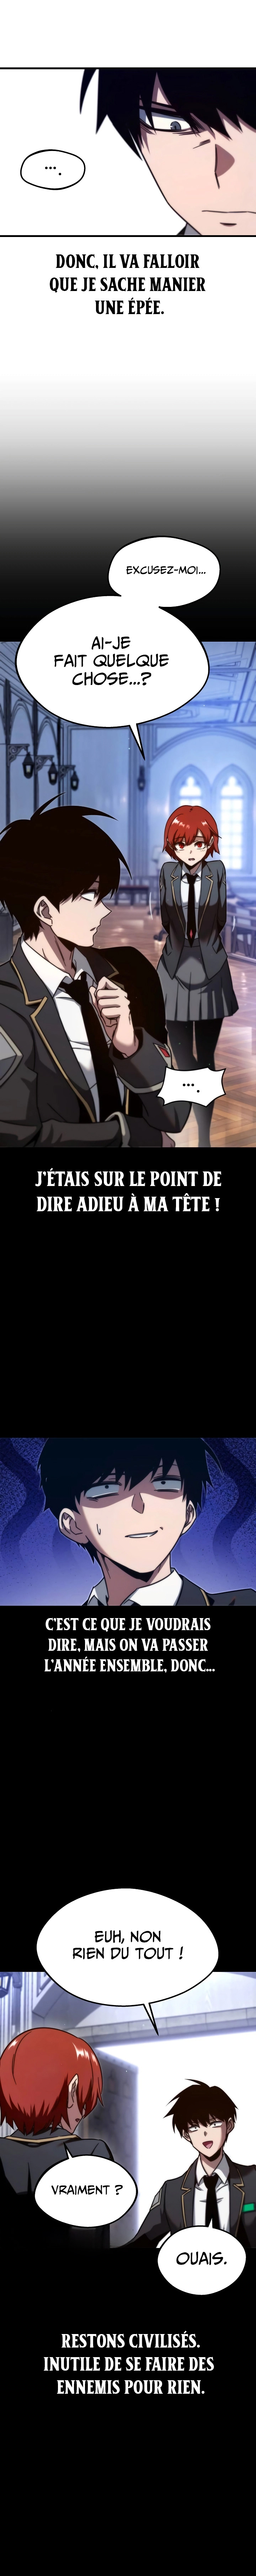 ...
DONC, IL VA FALLOIR
QUE JE SACHE MANIER
UNE ÉPÉE.
EXCUSEZ-MOI...
AI-JE
FAIT QUELQUE
CHOSE...?
...
J'ÉTAIS SUR LE POINT DE
DIRE ADIEU À MA TÊTE !
C'EST CE QUE JE VOUDRAIS
DIRE, MAIS ON VA PASSER
L'ANNÉE ENSEMBLE, DONC...
EUH, NON
RIEN DU TOUT !
VRAIMENT ?
OUAIS.
RESTONS CIVILISÉS.
INUTILE DE SE FAIRE DES
ENNEMIS POUR RIEN.